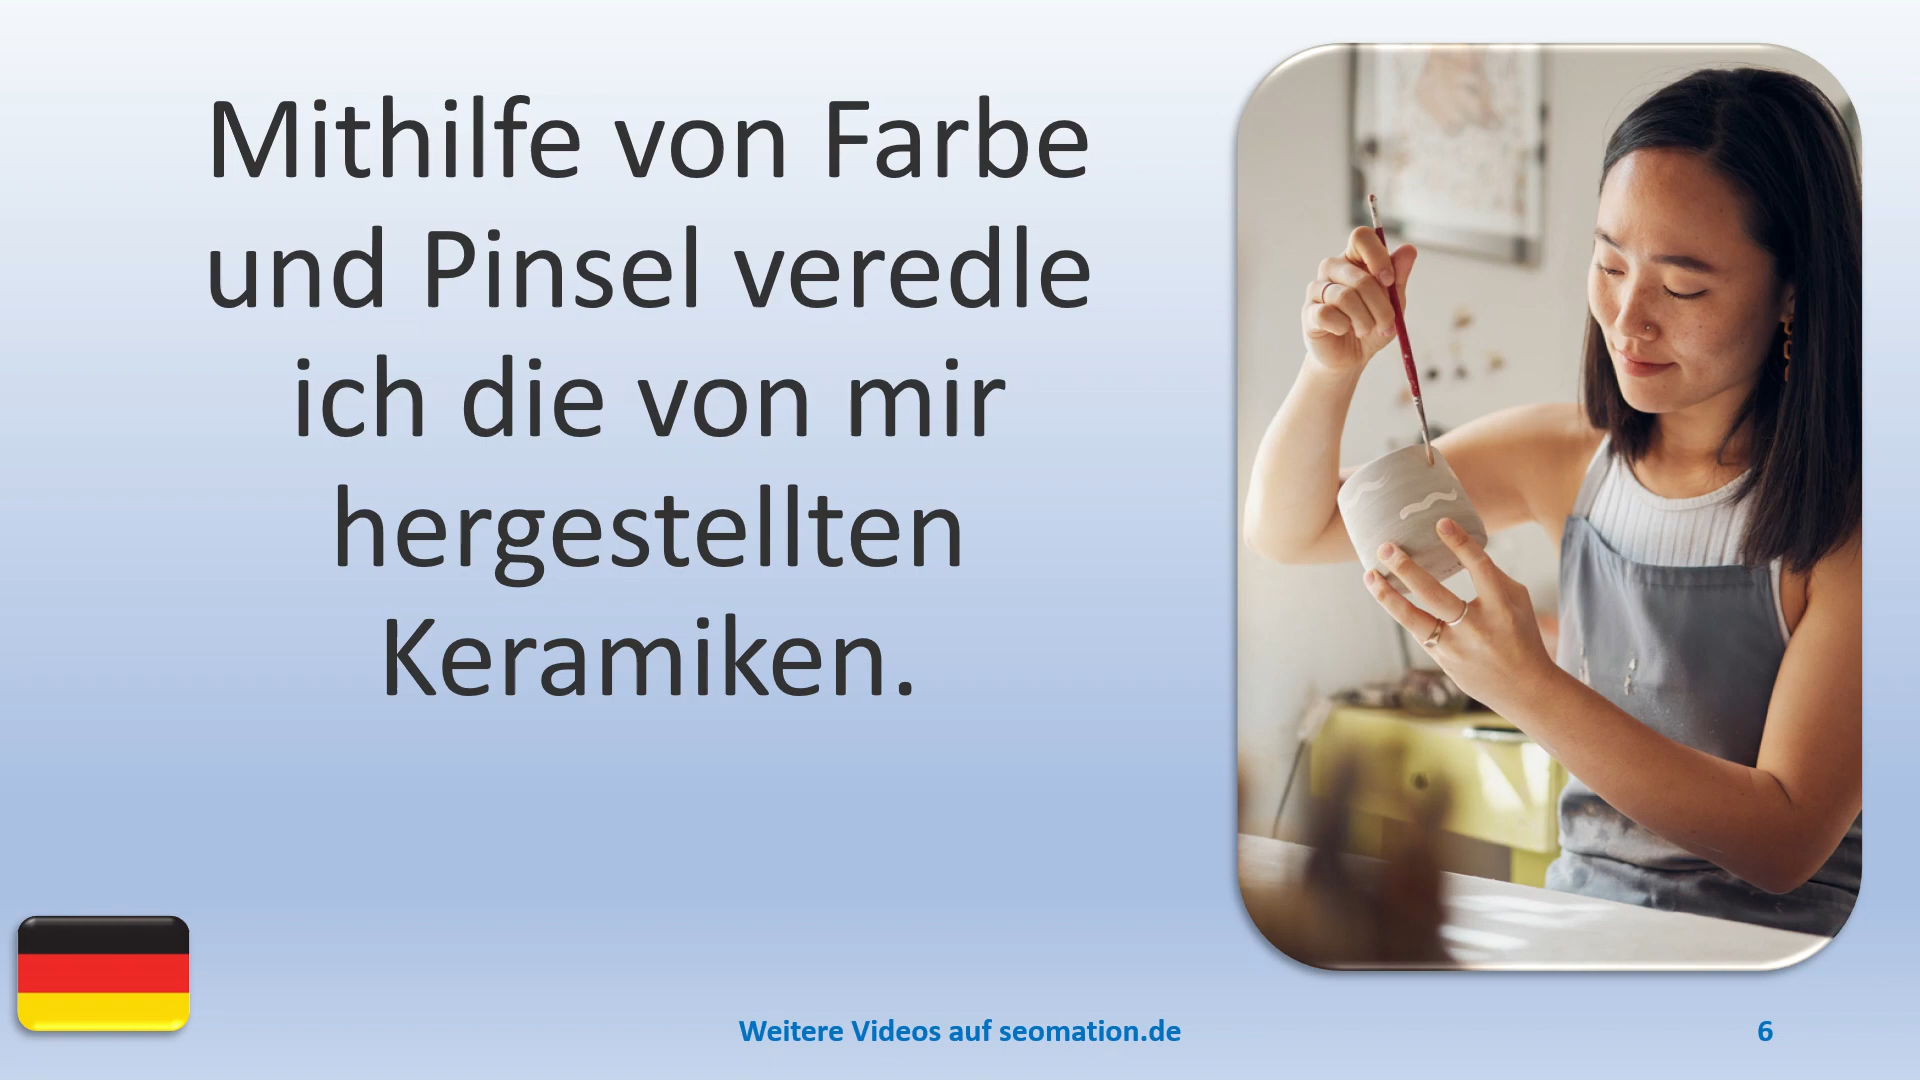 Mithilfe von Farbe
und Pinsel veredle
ich die von mir
hergestellten
Keramiken.
Weitere Videos auf seomation.de
6